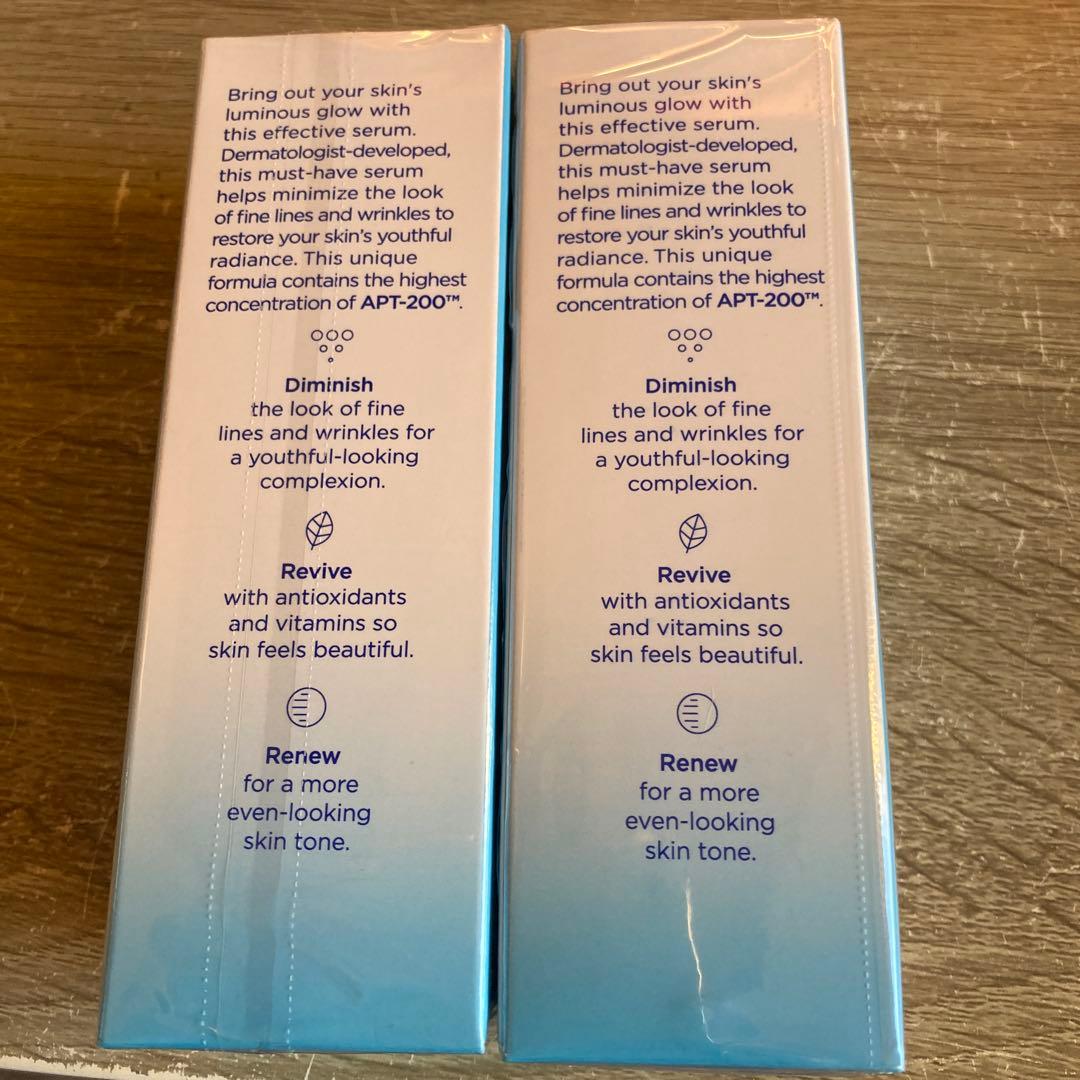 Bring out your skin's
luminous glow with
this effective serum.
Dermatologist-developed,
this must-have serum
helps minimize the look
of fine lines and wrinkles to
restore your skin's youthful
radiance. This unique
formula contains the highest
concentration of APT-200™.
Diminish
the look of fine
lines and wrinkles for
a youthful-looking
complexion.
Revive
with antioxidants
and vitamins so
skin feels beautiful.
Renew
for a more
even-looking
skin tone.
Bring out your skin's
luminous glow with
this effective serum.
Dermatologist-developed,
this must-have serum
helps minimize the look
of fine lines and wrinkles to
restore your skin's youthful
radiance. This unique
formula contains the highest
concentration of APT-200™.
Diminish
the look of fine
lines and wrinkles for
a youthful-looking
complexion.
Revive
with antioxidants
and vitamins so
skin feels beautiful.
Renew
for a more
even-looking
skin tone.